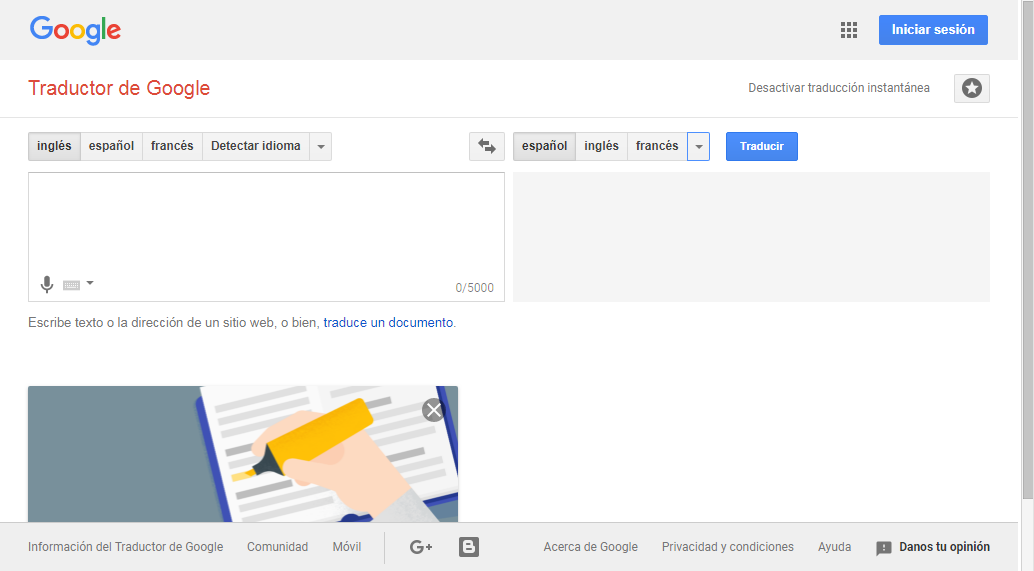 Google
Iniciar sesión
Traductor de Google
Desactivar traducción instantánea
inglés español francés Detectar idioma
español inglés francés
Traducir
0/5000
Escribe texto o la dirección de un sitio web, o bien, traduce un documento.
Información del Traductor de Google Comunidad Móvil G+ B Acerca de Google Privacidad y condiciones Ayuda Danos tu opinión